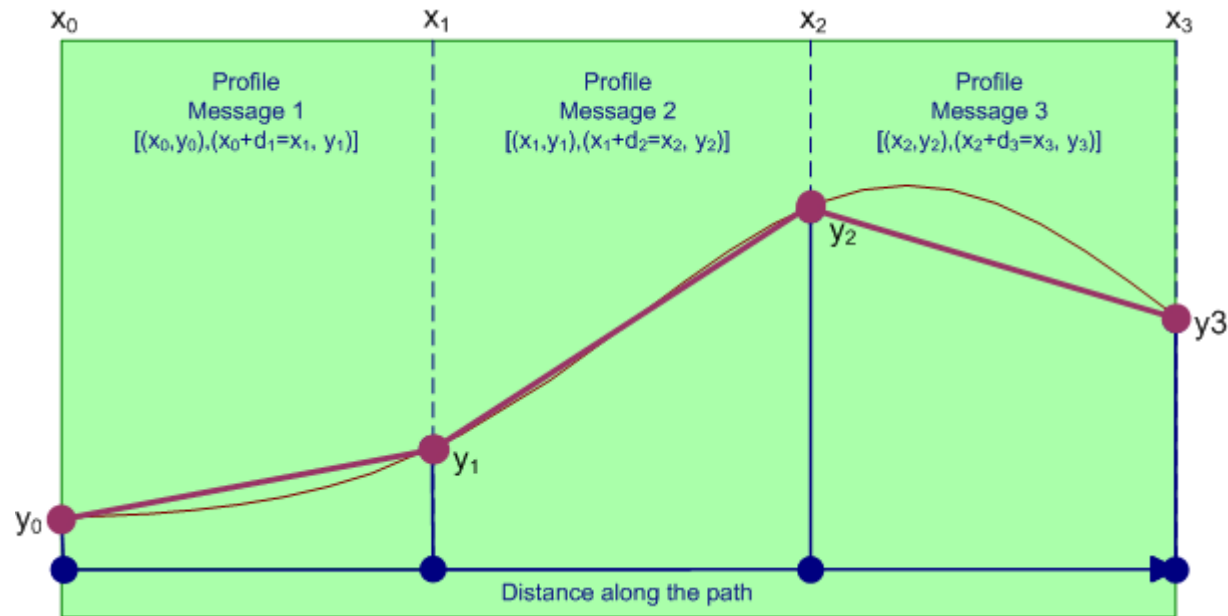 x₀ x₁ x₂ x₃
Profile
Message 1
[(x₀,y₀),(x₀+d₁=x₁, y₁)]
Profile
Message 2
[(x₁,y₁),(x₁+d₂=x₂, y₂)]
Profile
Message 3
[(x₂,y₂),(x₂+d₃=x₃, y₃)]
y₂
y3
y₁
y₀
Distance along the path